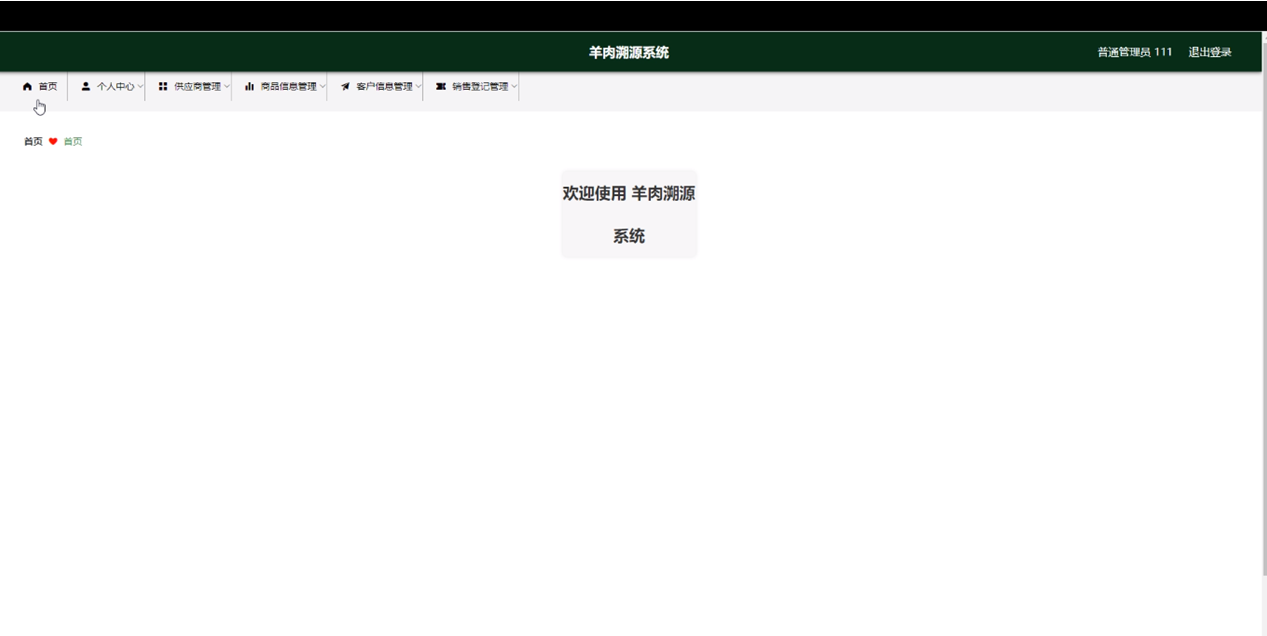 羊肉溯源系统
普通管理员 111 退出登录
首页 个人中心 供应商管理 商品信息管理 客户信息管理 销售登记管理
首页 首页
欢迎使用 羊肉溯源
系统